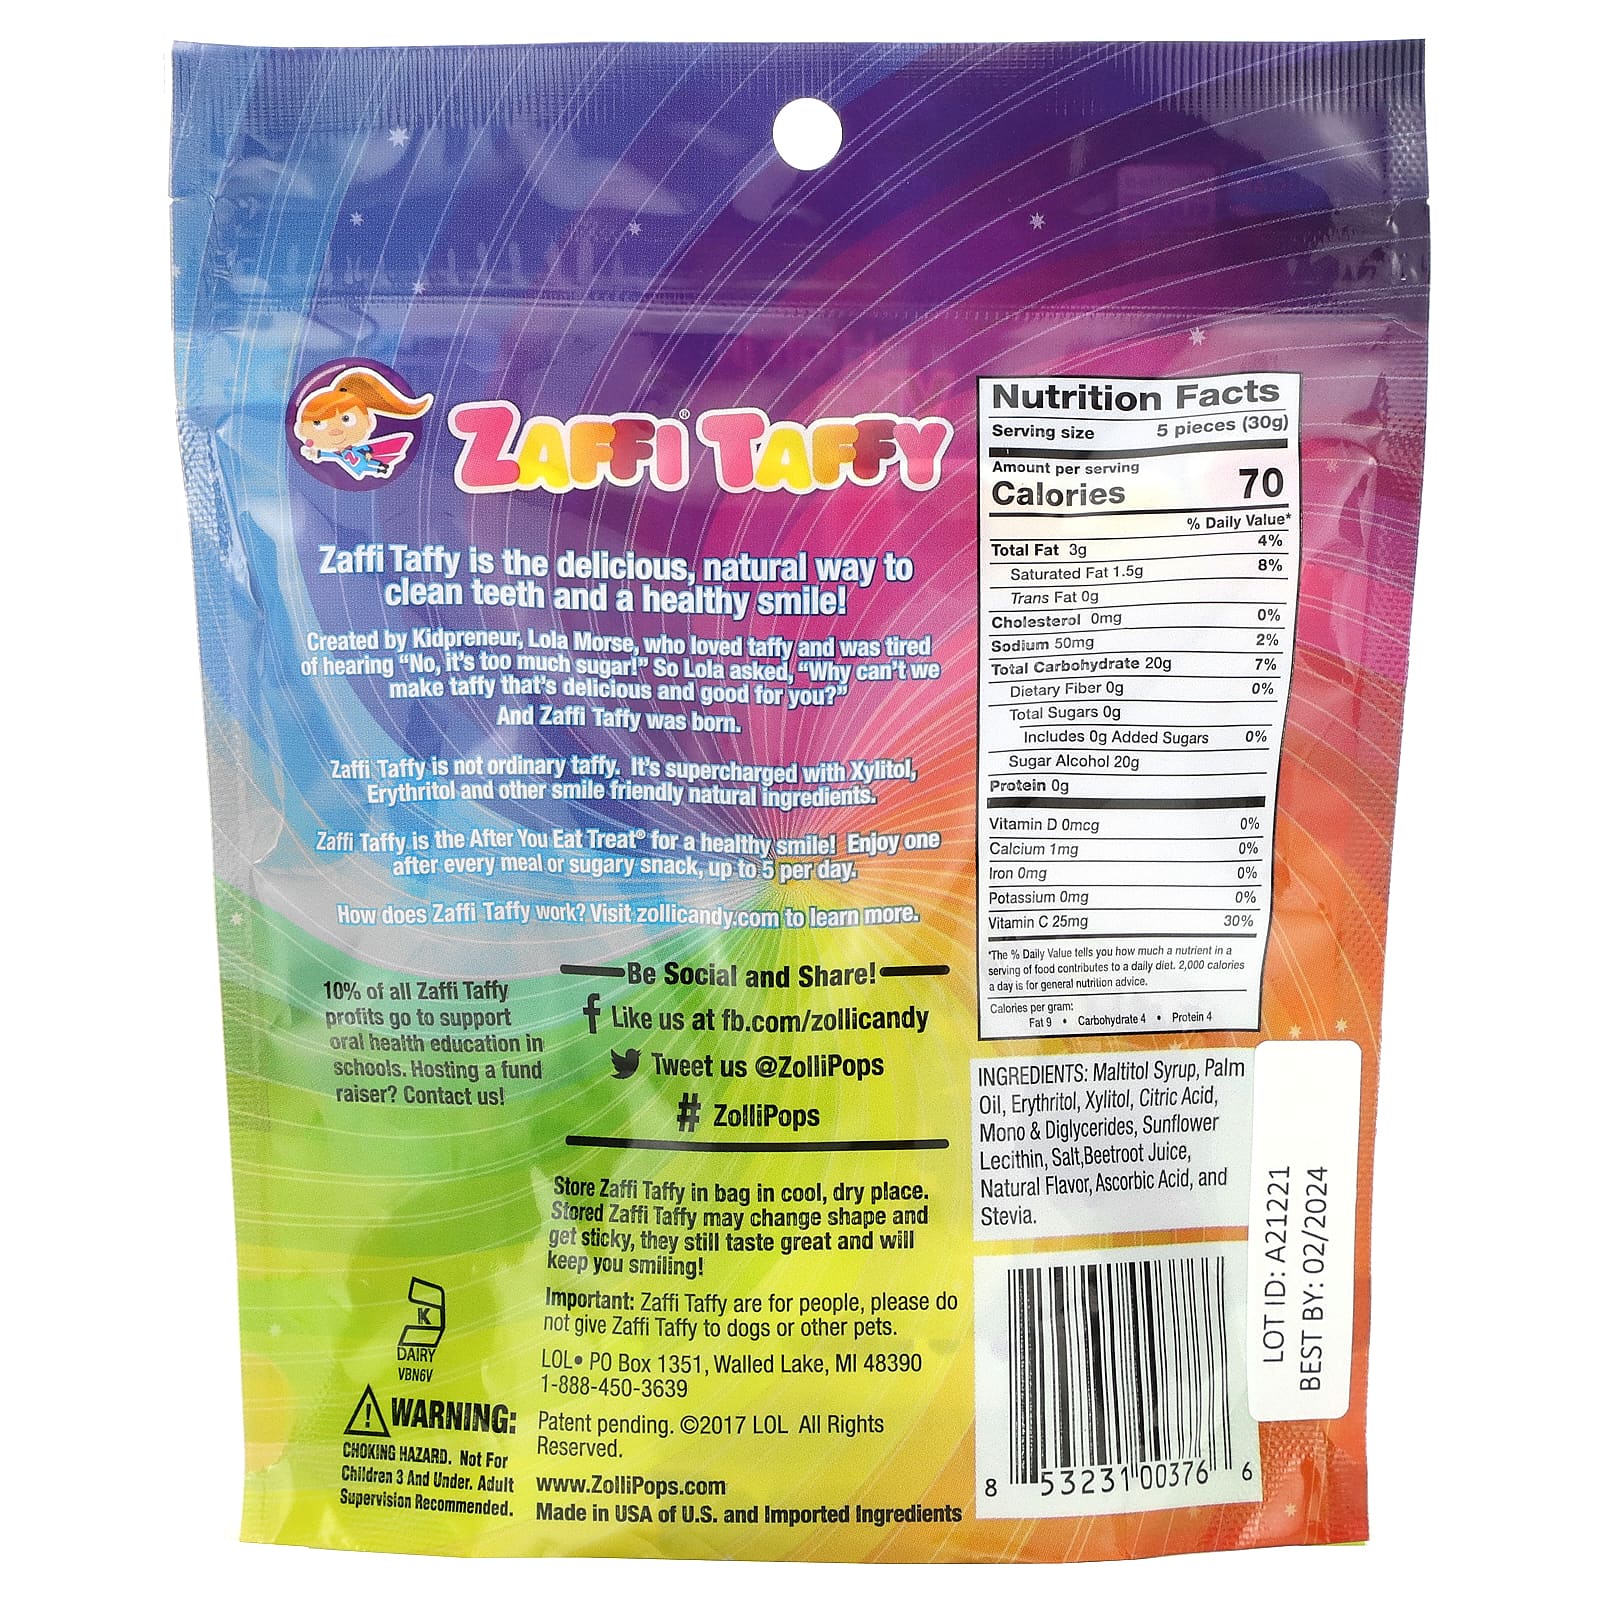 ZAFFI® TAFFY
Zaffi Taffy is the delicious, natural way to
clean teeth and a healthy smile!
Created by Kidpreneur, Lola Morse, who loved taffy and was tired
of hearing “No, it’s too much sugar!” So Lola asked, “Why can’t we
make taffy that’s delicious and good for you?”
And Zaffi Taffy was born.
Zaffi Taffy is not ordinary taffy. It’s supercharged with Xylitol,
Erythritol and other smile friendly natural ingredients.
Zaffi Taffy is the After You Eat Treat® for a healthy smile! Enjoy one
after every meal or sugary snack, up to 5 per day.
How does Zaffi Taffy work? Visit zollicandy.com to learn more.
10% of all Zaffi Taffy
profits go to support
oral health education in
schools. Hosting a fund
raiser? Contact us!
Be Social and Share!
f Like us at fb.com/zollicandy
Tweet us @ZolliPops
# ZolliPops
Store Zaffi Taffy in bag in cool, dry place.
Stored Zaffi Taffy may change shape and
get sticky, they still taste great and will
keep you smiling!
Important: Zaffi Taffy are for people, please do
not give Zaffi Taffy to dogs or other pets.
LOL• PO Box 1351, Walled Lake, MI 48390
1-888-450-3639
Patent pending. ©2017 LOL All Rights
Reserved.
www.ZolliPops.com
Made in USA of U.S. and Imported Ingredients
K
DAIRY
VBN6V
! WARNING:
CHOKING HAZARD. Not For
Children 3 And Under. Adult
Supervision Recommended.
Nutrition Facts
Serving size 5 pieces (30g)
Amount per serving
Calories 70
% Daily Value*
Total Fat 3g 4%
Saturated Fat 1.5g 8%
Trans Fat 0g
Cholesterol 0mg 0%
Sodium 50mg 2%
Total Carbohydrate 20g 7%
Dietary Fiber 0g 0%
Total Sugars 0g
Includes 0g Added Sugars 0%
Sugar Alcohol 20g
Protein 0g
Vitamin D 0mcg 0%
Calcium 1mg 0%
Iron 0mg 0%
Potassium 0mg 0%
Vitamin C 25mg 30%
*The % Daily Value tells you how much a nutrient in a
serving of food contributes to a daily diet. 2,000 calories
a day is for general nutrition advice.
Calories per gram:
Fat 9 • Carbohydrate 4 • Protein 4
INGREDIENTS: Maltitol Syrup, Palm
Oil, Erythritol, Xylitol, Citric Acid,
Mono & Diglycerides, Sunflower
Lecithin, Salt,Beetroot Juice,
Natural Flavor, Ascorbic Acid, and
Stevia.
8 53231 00376 6
LOT ID: A21221
BEST BY: 02/2024